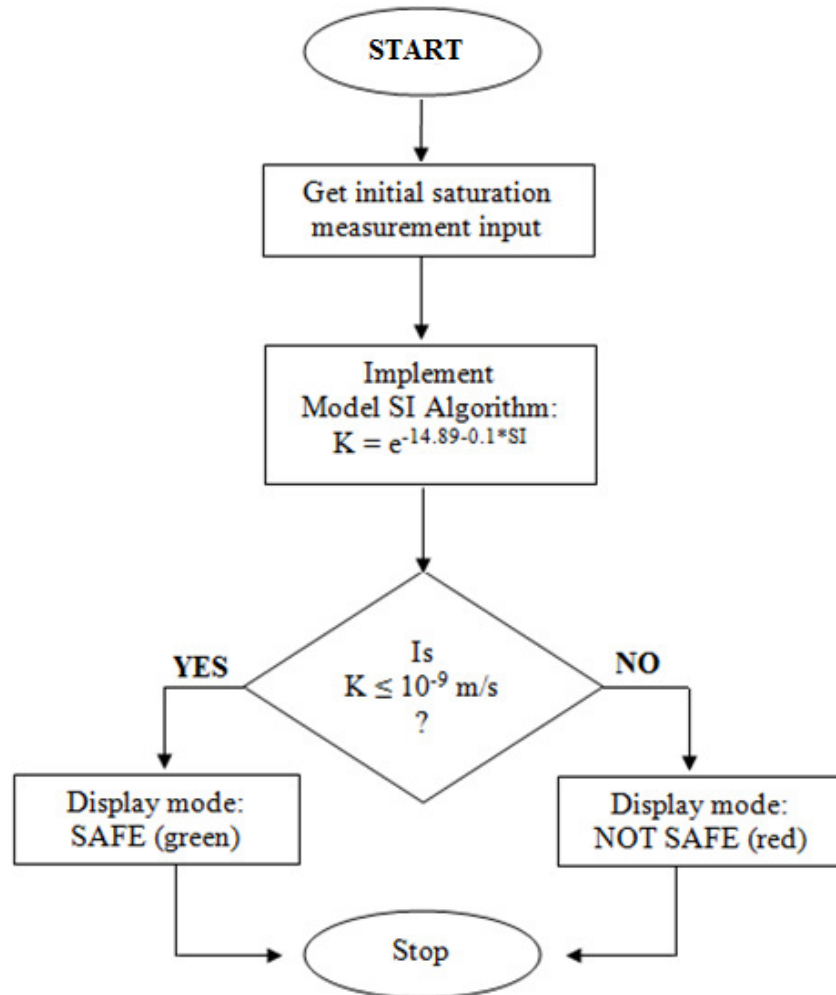 START
Get initial saturation
measurement input
Implement
Model SI Algorithm:
K = e⁻¹⁴·⁸⁹⁻⁰·¹*ˢᴵ
Is
K ≤ 10⁻⁹ m/s
?
YES
NO
Display mode:
SAFE (green)
Display mode:
NOT SAFE (red)
Stop